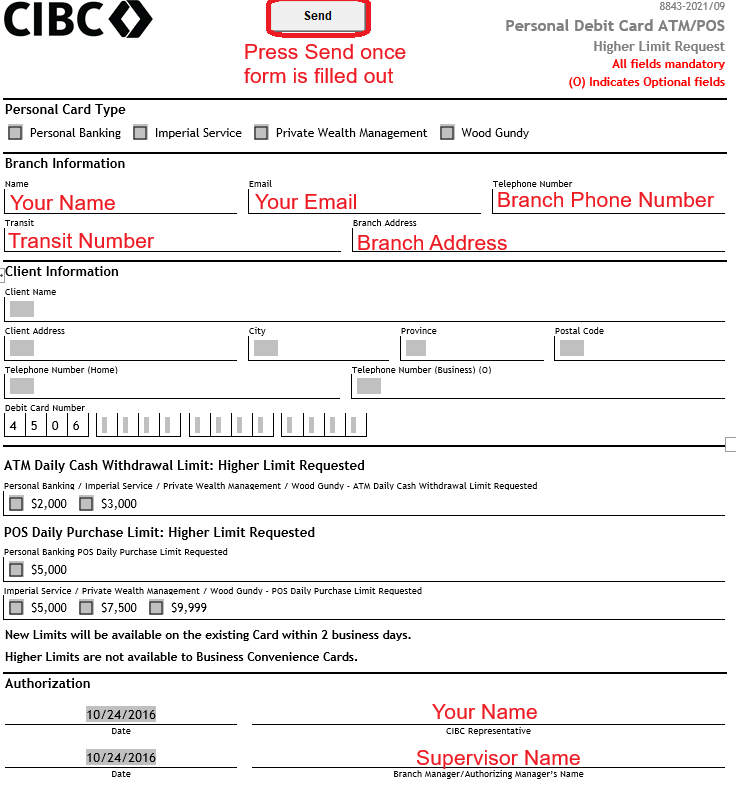 CIBC
Send
8843-2021/09
Personal Debit Card ATM/POS
Higher Limit Request
All fields mandatory
(O) Indicates Optional fields
Press Send once
form is filled out
Personal Card Type
Personal Banking Imperial Service Private Wealth Management Wood Gundy
Branch Information
Name Email Telephone Number
Your Name Your Email Branch Phone Number
Transit Branch Address
Transit Number Branch Address
Client Information
Client Name
Client Address City Province Postal Code
Telephone Number (Home) Telephone Number (Business) (O)
Debit Card Number
4 5 0 6
ATM Daily Cash Withdrawal Limit: Higher Limit Requested
Personal Banking / Imperial Service / Private Wealth Management / Wood Gundy - ATM Daily Cash Withdrawal Limit Requested
$2,000 $3,000
POS Daily Purchase Limit: Higher Limit Requested
Personal Banking POS Daily Purchase Limit Requested
$5,000
Imperial Service / Private Wealth Management / Wood Gundy - POS Daily Purchase Limit Requested
$5,000 $7,500 $9,999
New Limits will be available on the existing Card within 2 business days.
Higher Limits are not available to Business Convenience Cards.
Authorization
10/24/2016 Your Name
Date CIBC Representative
10/24/2016 Supervisor Name
Date Branch Manager/Authorizing Manager's Name